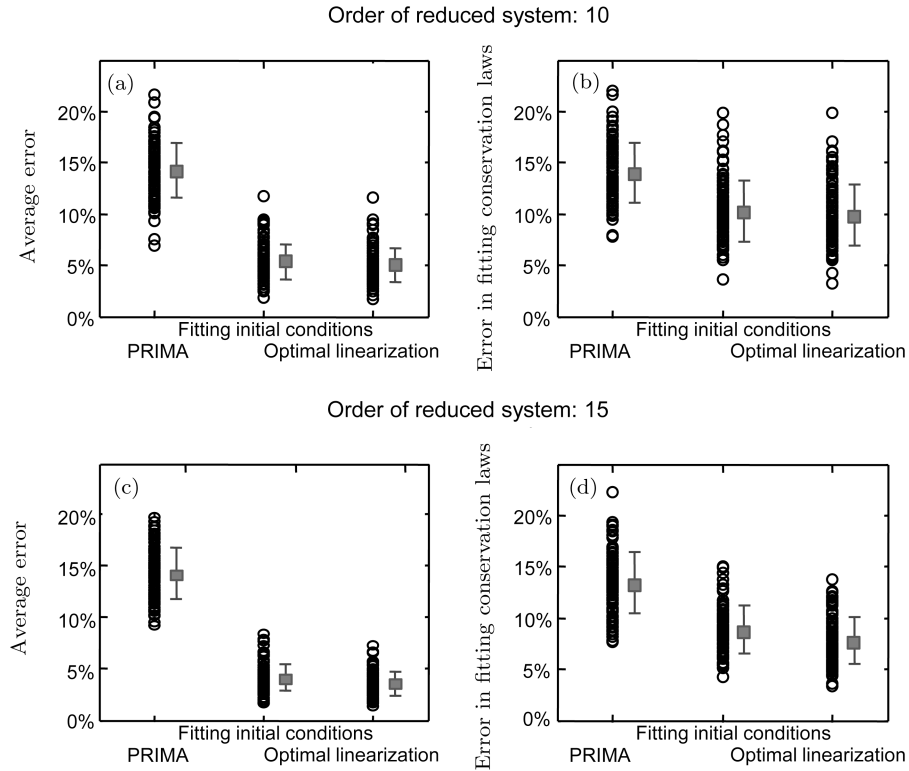 Order of reduced system: 10
(a)
Average error
20%
15%
10%
5%
0%
Fitting initial conditions
PRIMA
Optimal linearization
(b)
Error in fitting conservation laws
20%
15%
10%
5%
0%
Fitting initial conditions
PRIMA
Optimal linearization
Order of reduced system: 15
(c)
Average error
20%
15%
10%
5%
0%
Fitting initial conditions
PRIMA
Optimal linearization
(d)
Error in fitting conservation laws
20%
15%
10%
5%
0%
Fitting initial conditions
PRIMA
Optimal linearization